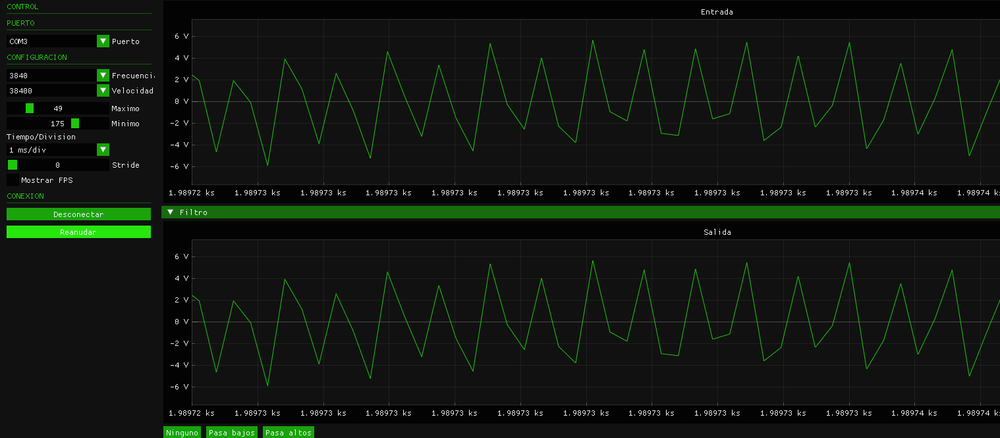 CONTROL
PUERTO
COM3 Puerto
CONFIGURACION
3840 Frecuenci
38400 Velocidad
49 Maximo
175 Minimo
Tiempo/Division
1 ms/div
0 Stride
Mostrar FPS
CONEXION
Desconectar
Reanudar
Entrada
6 V
4 V
2 V
0 V
-2 V
-4 V
-6 V
1.98972 ks 1.98973 ks 1.98973 ks 1.98973 ks 1.98973 ks 1.98973 ks 1.98973 ks 1.98973 ks 1.98973 ks 1.98973 ks 1.98973 ks 1.98974 ks 1.98974 ks
Filtro
Salida
6 V
4 V
2 V
0 V
-2 V
-4 V
-6 V
1.98972 ks 1.98973 ks 1.98973 ks 1.98973 ks 1.98973 ks 1.98973 ks 1.98973 ks 1.98973 ks 1.98973 ks 1.98973 ks 1.98973 ks 1.98974 ks 1.98974 ks
Ninguno Pasa bajos Pasa altos